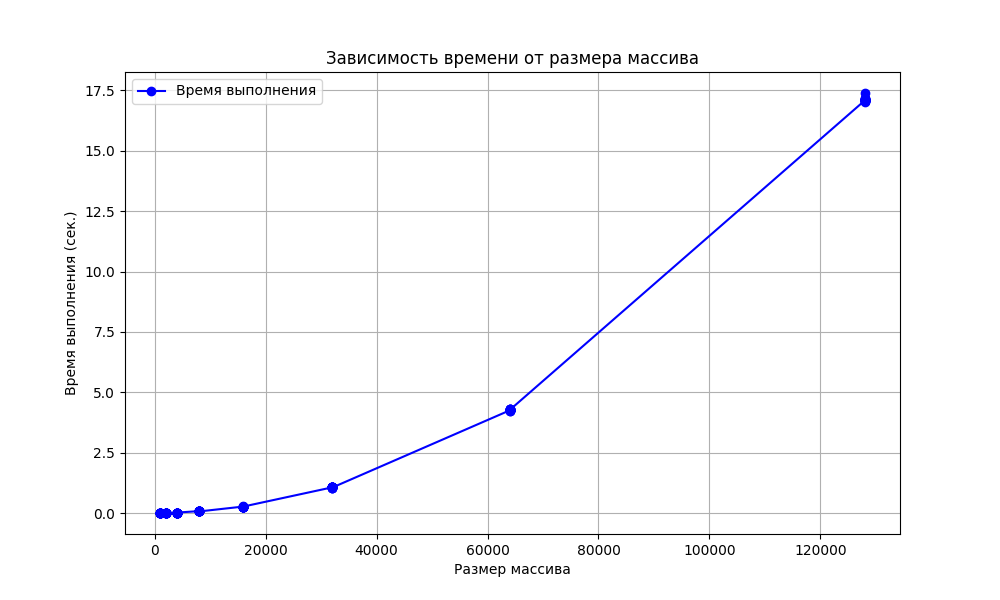 Зависимость времени от размера массива
Время выполнения
17.5
15.0
12.5
10.0
7.5
5.0
2.5
0.0
Время выполнения (сек.)
0 20000 40000 60000 80000 100000 120000
Размер массива